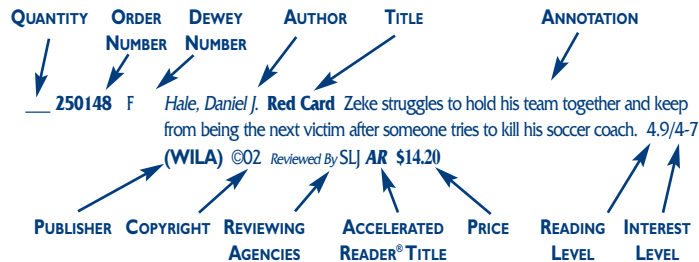 QUANTITY ORDER NUMBER DEWEY NUMBER AUTHOR TITLE ANNOTATION
___ 250148 F Hale, Daniel J. Red Card Zeke struggles to hold his team together and keep
from being the next victim after someone tries to kill his soccer coach. 4.9/4-7
(WILA) ©02 Reviewed By SLJ AR $14.20
PUBLISHER COPYRIGHT REVIEWING AGENCIES ACCELERATED READER® TITLE PRICE READING LEVEL INTEREST LEVEL